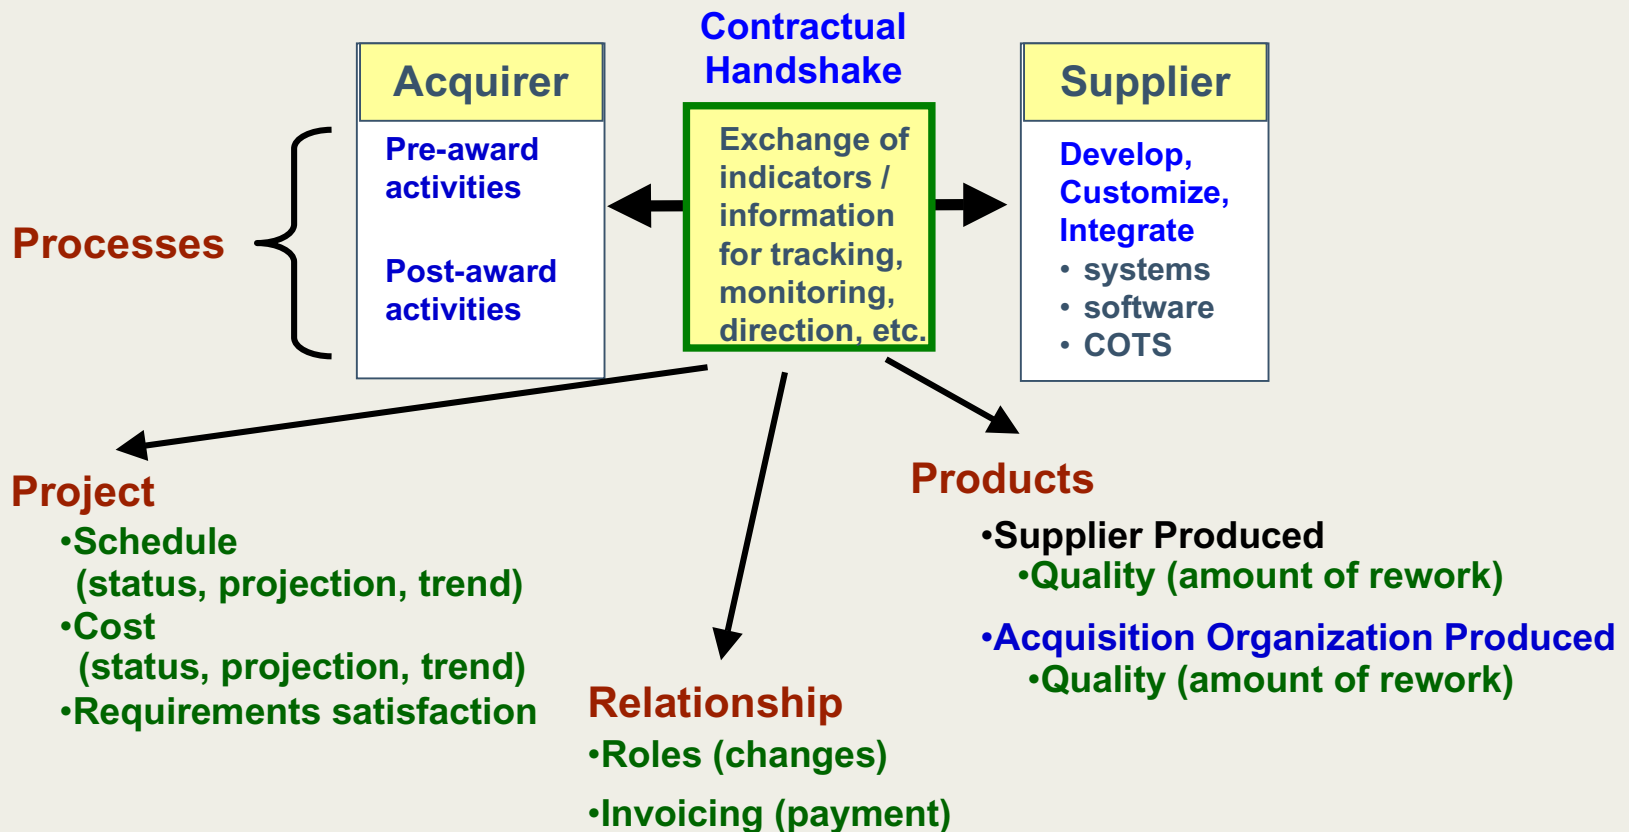 Contractual
Handshake
Acquirer
Pre-award
activities
Post-award
activities
Processes
Exchange of
indicators /
information
for tracking,
monitoring,
direction, etc.
Supplier
Develop,
Customize,
Integrate
• systems
• software
• COTS
Project
•Schedule
(status, projection, trend)
•Cost
(status, projection, trend)
•Requirements satisfaction
Relationship
•Roles (changes)
•Invoicing (payment)
Products
•Supplier Produced
•Quality (amount of rework)
•Acquisition Organization Produced
•Quality (amount of rework)